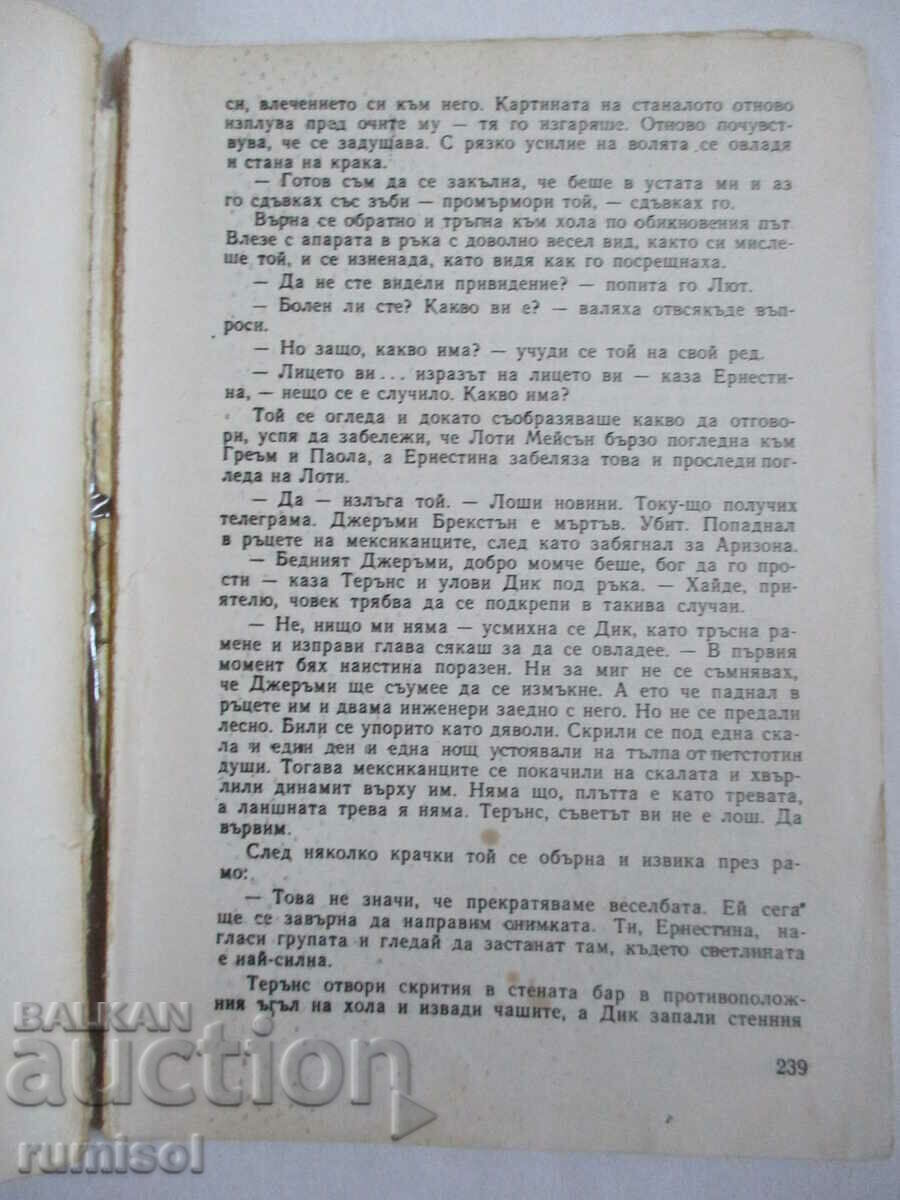 си, влечението си към него. Картината на станалото отново
изплува пред очите му — тя го изгаряше. Отново почувст-
вува, че се задушава. С рязко усилие на волята се овладя
и стана на крака.
— Готов съм да се закълна, че беше в устата ми и аз
го сдъвках със зъби — промърмори той, — сдъвках го.
Върна се обратно и тръгна към хола по обикновения път
Влезе с апарата в ръка с доволно весел вид, както си мисле-
ше той, и се изненада, като видя как го посрещнаха.
— Да не сте видели привидение? — попита го Лют.
— Болен ли сте? Какво ви е? — валяха отвсякъде въп-
роси.
— Но защо, какво има? — учуди се той на свой ред.
— Лицето ви... изразът на лицето ви — каза Ернести-
на, — нещо се е случило. Какво има?
Той се огледа и докато съобразяваше какво да отгово-
ри, успя да забележи, че Лоти Мейсън бързо погледна към
Греъм и Паола, а Ернестина забеляза това и проследи пог-
леда на Лоти.
— Да — излъга той. — Лоши новини. Току-що получих
телеграма. Джеръми Брекстън е мъртъв. Убит. Попаднал
в ръцете на мексиканците, след като забягнал за Аризона.
— Бедният Джеръми, добро момче беше, бог да го про-
сти — каза Терънс и улови Дик под ръка. — Хайде, при-
ятелю, човек трябва да се подкрепи в такива случаи.
— Не, нищо ми няма — усмихна се Дик, като тръсна ра-
мене и изправи глава сякаш за да се овладее. — В първия
момент бях наистина поразен. Ни за миг не се съмнявах,
че Джеръми ще съумее да се измъкне. А ето че паднал в
ръцете им и двама инженери заедно с него. Но не се предали
лесно. Били се упорито като дяволи. Скрили се под една ска-
ла и един ден и една нощ устоявали на тълпа от петстотин
души. Тогава мексиканците се покачили на скалата и хвър-
лили динамит върху им. Няма що, плътта е като тревата,
а ланшната трева я няма. Терънс, съветът ви не е лош. Да
вървим.
След няколко крачки той се обърна и извика през ра-
мо:
— Това не значи, че прекратяваме веселбата. Ей сега
ще се завърна да направим снимката. Ти, Ернестина, на-
гласи групата и гледай да застанат там, където светлината
е най-силна.
Терънс отвори скрития в стената бар в противополож-
ния ъгъл на хола и извади чашите, а Дик запали стенния
239
BALKAN
auction
rumisol